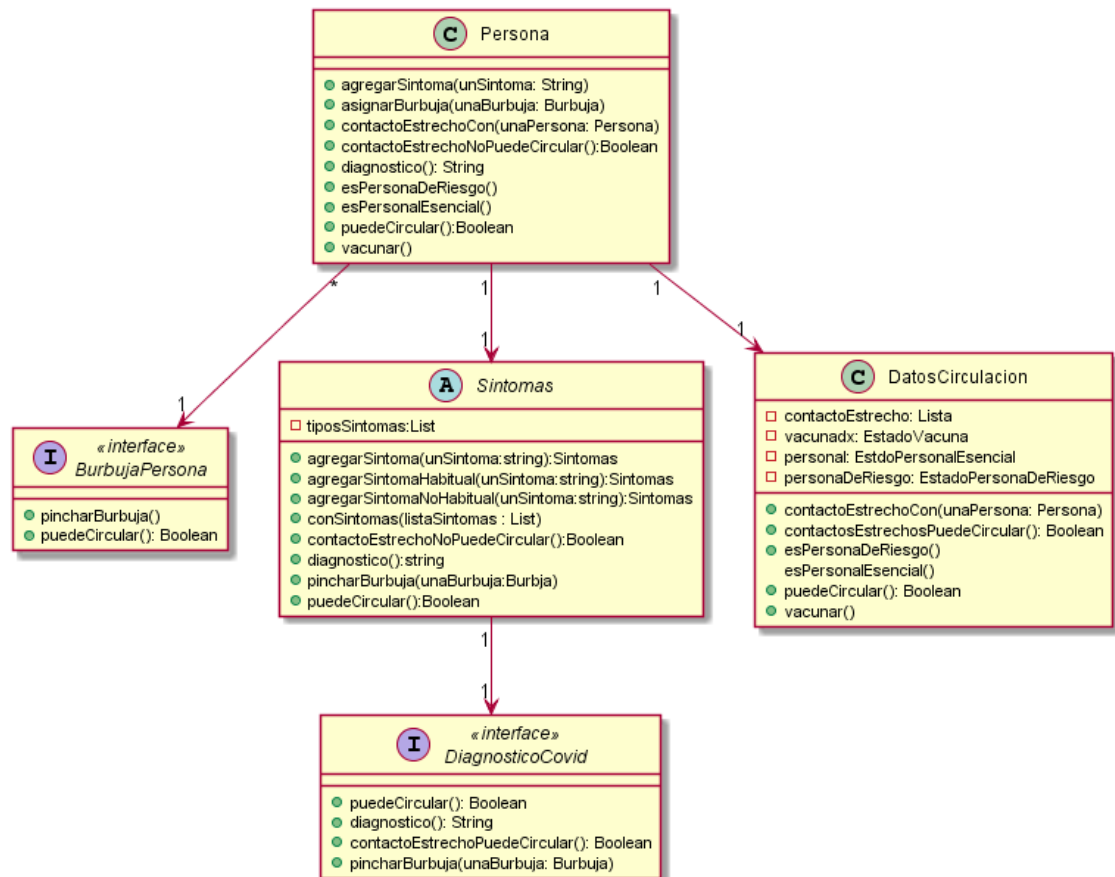 C Persona
agregarSintoma(unSintoma: String)
asignarBurbuja(unaBurbuja: Burbuja)
contactoEstrechoCon(unaPersona: Persona)
contactoEstrechoNoPuedeCircular():Boolean
diagnostico(): String
esPersonaDeRiesgo()
esPersonalEsencial()
puedeCircular():Boolean
vacunar()
* 1 1
1 1 1
I «interface»
BurbujaPersona
pincharBurbuja()
puedeCircular(): Boolean
A Sintomas
tiposSintomas:List
agregarSintoma(unSintoma:string):Sintomas
agregarSintomaHabitual(unSintoma:string):Sintomas
agregarSintomaNoHabitual(unSintoma:string):Sintomas
conSintomas(listaSintomas : List)
contactoEstrechoNoPuedeCircular():Boolean
diagnostico():string
pincharBurbuja(unaBurbuja:Burbja)
puedeCircular():Boolean
C DatosCirculacion
contactoEstrecho: Lista
vacunadx: EstadoVacuna
personal: EstdoPersonalEsencial
personaDeRiesgo: EstadoPersonaDeRiesgo
contactoEstrechoCon(unaPersona: Persona)
contactosEstrechosPuedeCircular(): Boolean
esPersonaDeRiesgo()
esPersonalEsencial()
puedeCircular(): Boolean
vacunar()
1
1
I «interface»
DiagnosticoCovid
puedeCircular(): Boolean
diagnostico(): String
contactoEstrechoPuedeCircular(): Boolean
pincharBurbuja(unaBurbuja: Burbuja)